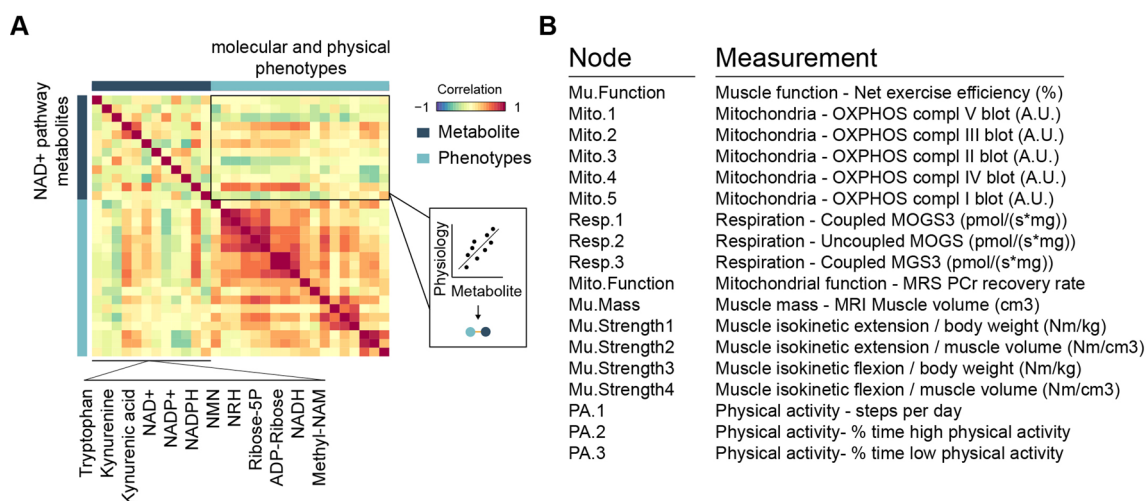 A
molecular and physical
phenotypes
NAD+ pathway
metabolites
Correlation
−1
1
Metabolite
Phenotypes
Physiology
Metabolite
Tryptophan
Kynurenine
Kynurenic acid
NAD+
NADP+
NADPH
NMN
NRH
Ribose-5P
ADP-Ribose
NADH
Methyl-NAM
B
Node Measurement
Mu.Function Muscle function - Net exercise efficiency (%)
Mito.1 Mitochondria - OXPHOS compl V blot (A.U.)
Mito.2 Mitochondria - OXPHOS compl III blot (A.U.)
Mito.3 Mitochondria - OXPHOS compl II blot (A.U.)
Mito.4 Mitochondria - OXPHOS compl IV blot (A.U.)
Mito.5 Mitochondria - OXPHOS compl I blot (A.U.)
Resp.1 Respiration - Coupled MOGS3 (pmol/(s*mg))
Resp.2 Respiration - Uncoupled MOGS (pmol/(s*mg))
Resp.3 Respiration - Coupled MGS3 (pmol/(s*mg))
Mito.Function Mitochondrial function - MRS PCr recovery rate
Mu.Mass Muscle mass - MRI Muscle volume (cm3)
Mu.Strength1 Muscle isokinetic extension / body weight (Nm/kg)
Mu.Strength2 Muscle isokinetic extension / muscle volume (Nm/cm3)
Mu.Strength3 Muscle isokinetic flexion / body weight (Nm/kg)
Mu.Strength4 Muscle isokinetic flexion / muscle volume (Nm/cm3)
PA.1 Physical activity - steps per day
PA.2 Physical activity- % time high physical activity
PA.3 Physical activity- % time low physical activity